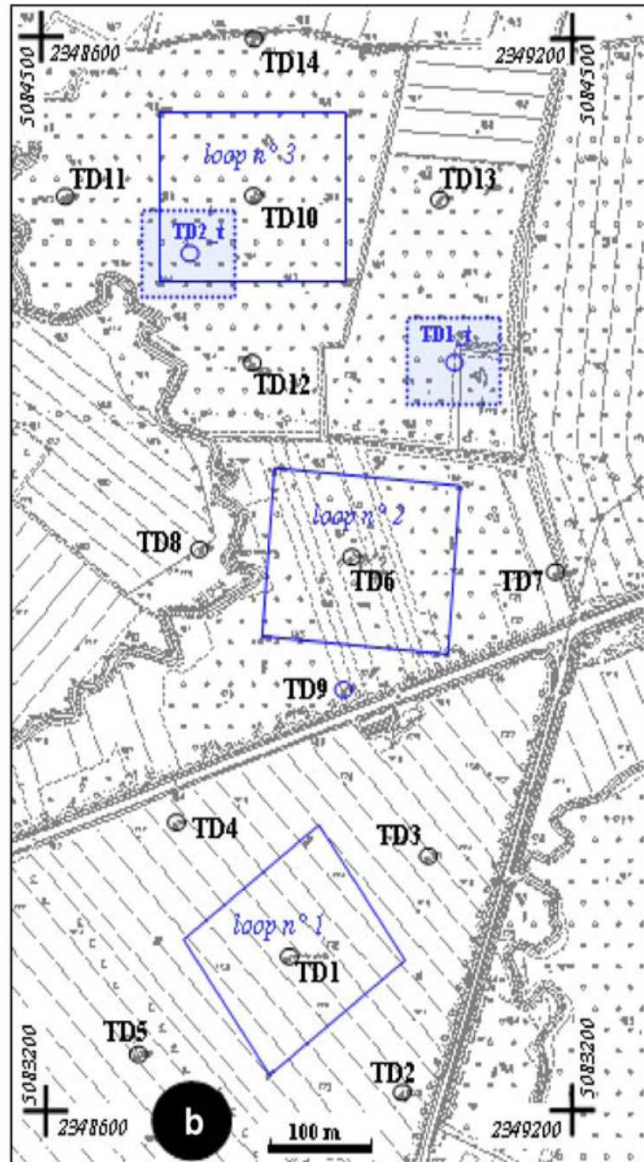 5084500
2348600
TD14
2349200
5084500
loop n° 3
TD11
TD10
TD13
TD2_t
TD1_t
TD12
loop n° 2
TD8
TD6
TD7
TD9
TD4
TD3
loop n° 1
TD1
TD5
TD2
5083200
2348600
b
100 m
2349200
5083200